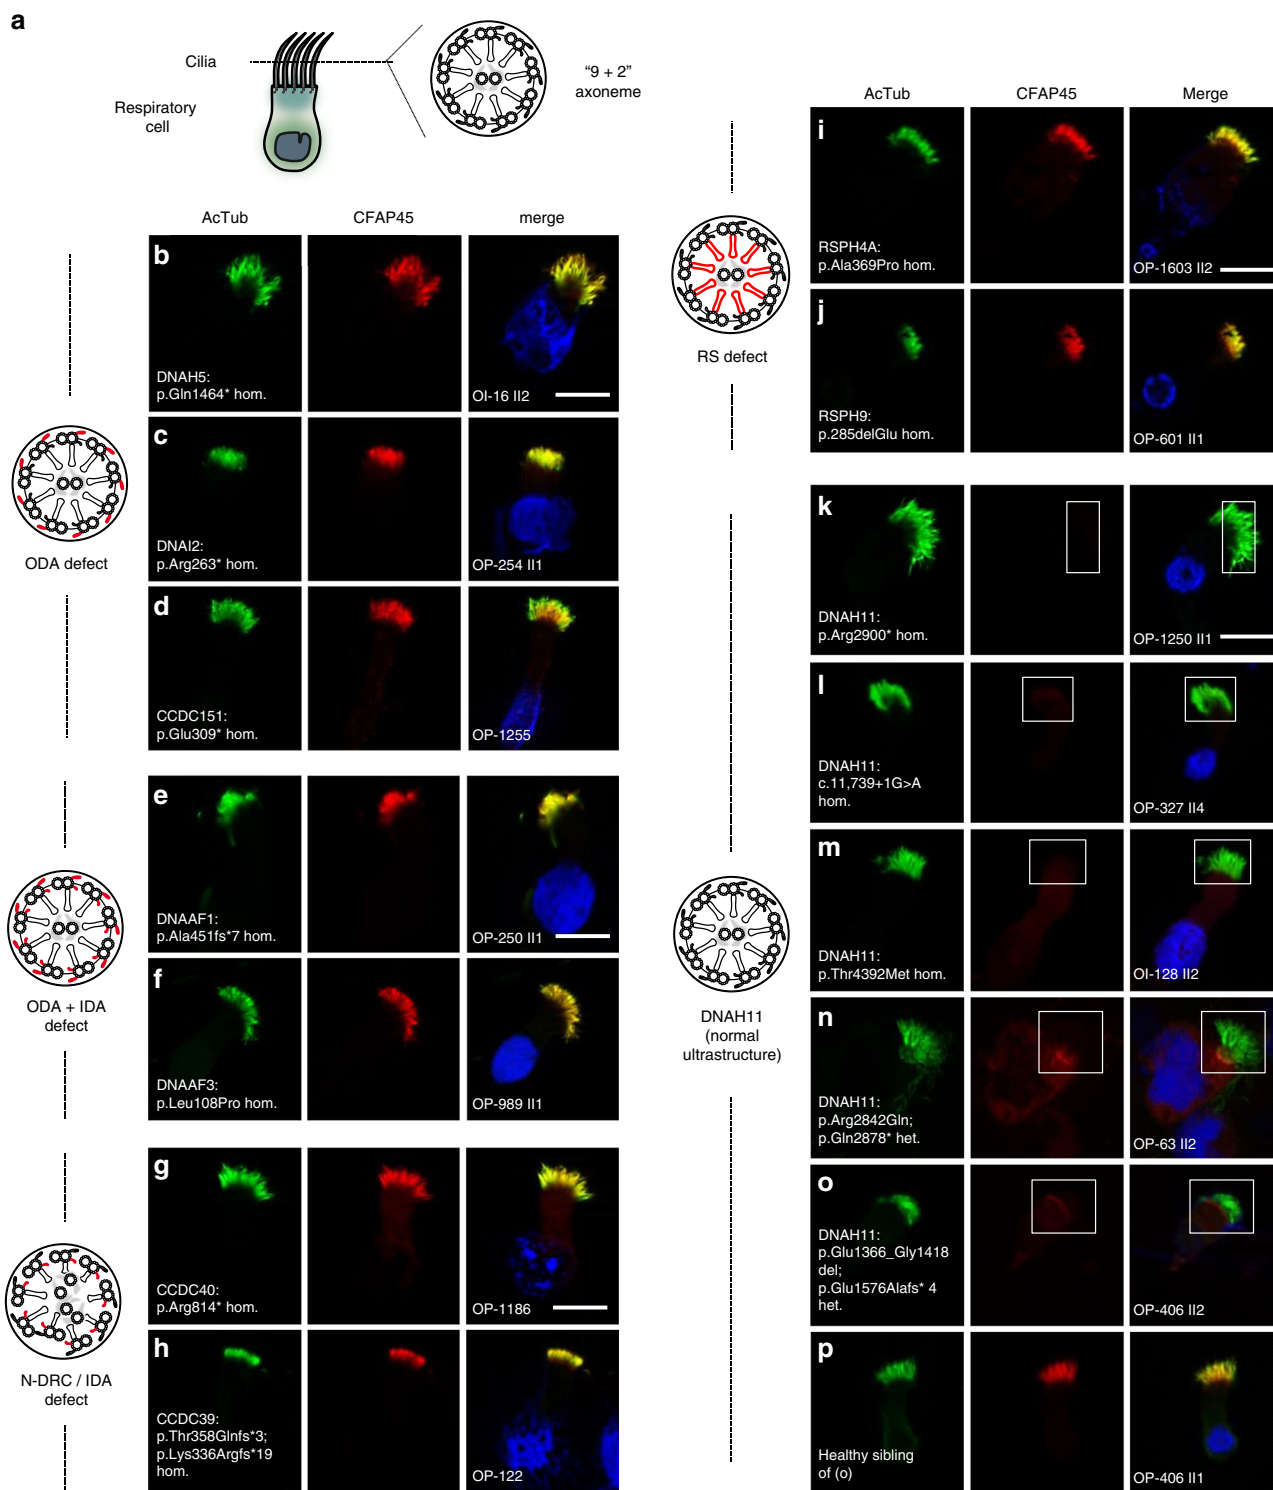 a
Cilia
Respiratory
cell
“9 + 2”
axoneme
AcTub CFAP45 merge
ODA defect
b
DNAH5:
p.Gln1464* hom.
OI-16 II2
c
DNAI2:
p.Arg263* hom.
OP-254 II1
d
CCDC151:
p.Glu309* hom.
OP-1255
ODA + IDA
defect
e
DNAAF1:
p.Ala451fs*7 hom.
OP-250 II1
f
DNAAF3:
p.Leu108Pro hom.
OP-989 II1
N-DRC / IDA
defect
g
CCDC40:
p.Arg814* hom.
OP-1186
h
CCDC39:
p.Thr358Glnfs*3;
p.Lys336Argfs*19
hom.
OP-122
AcTub CFAP45 Merge
RS defect
i
RSPH4A:
p.Ala369Pro hom.
OP-1603 II2
j
RSPH9:
p.285delGlu hom.
OP-601 II1
DNAH11
(normal
ultrastructure)
k
DNAH11:
p.Arg2900* hom.
OP-1250 II1
l
DNAH11:
c.11,739+1G>A
hom.
OP-327 II4
m
DNAH11:
p.Thr4392Met hom.
OI-128 II2
n
DNAH11:
p.Arg2842Gln;
p.Gln2878* het.
OP-63 II2
o
DNAH11:
p.Glu1366_Gly1418
del;
p.Glu1576Alafs* 4
het.
OP-406 II2
p
Healthy sibling
of (o)
OP-406 II1